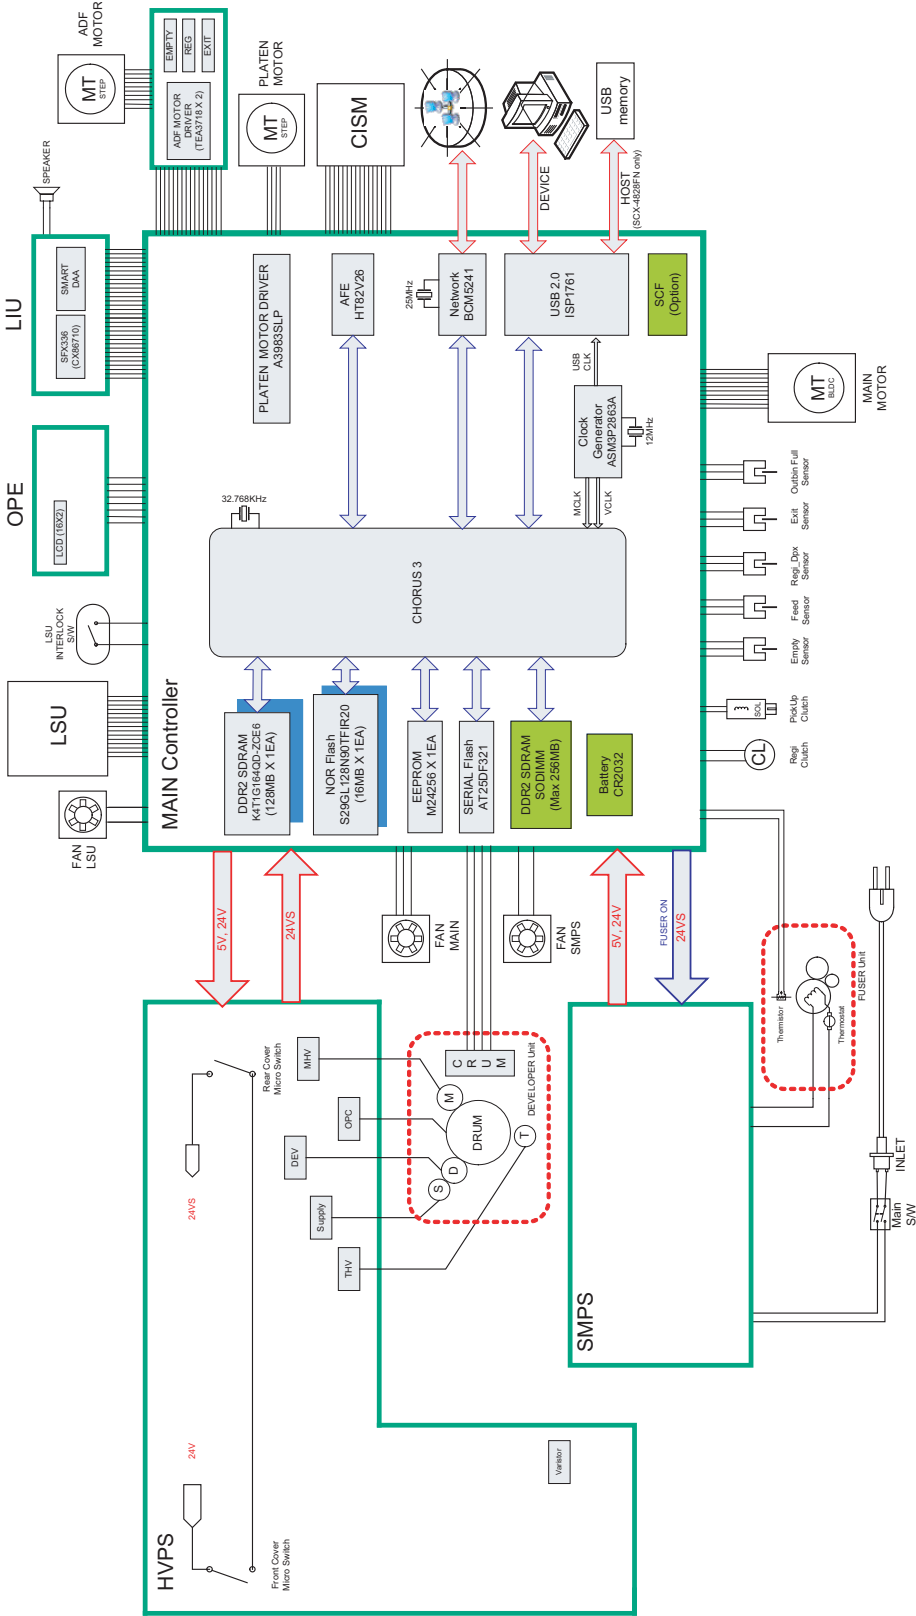 ADF
MOTOR
MT
STEP
EMPTY
REG
EXIT
ADF MOTOR
DRIVER
(TEA3718 X 2)
PLATEN
MOTOR
MT
STEP
CISM
DEVICE
USB
memory
HOST
(SCX-4828FN only)
SPEAKER
LIU
SMART
DAA
SFX336
(CX86710)
OPE
LCD (16X2)
LSU
INTERLOCK
S/W
LSU
FAN
LSU
MAIN Controller
PLATEN MOTOR DRIVER
A3983SLP
AFE
HT82V26
25MHz
Network
BCM5241
USB 2.0
ISP1761
SCF
(Option)
USB
CLK
Clock
Generator
ASM3P2863A
12MHz
MCLK
VCLK
32.768KHz
CHORUS 3
DDR2 SDRAM
K4T1G164QD-ZCE6
(128MB X 1EA)
NOR Flash
S29GL128N90TFIR20
(16MB X 1EA)
EEPROM
M24256 X 1EA
SERIAL Flash
AT25DF321
DDR2 SDRAM
SODIMM
(Max 256MB)
Battery
CR2032
MT
BLDC
MAIN
MOTOR
Outbin Full
Sensor
Exit
Sensor
Regi_Dpx
Sensor
Feed
Sensor
Empty
Sensor
SOL
PickUp
Clutch
CL
Regi
Clutch
5V, 24V
24VS
FAN
MAIN
FAN
SMPS
5V, 24V
FUSER ON
24VS
HVPS
24VS
Rear Cover
Micro Switch
24V
Front Cover
Micro Switch
MHV
OPC
DEV
Supply
THV
Varistor
C
R
U
M
M
DRUM
D
S
T
DEVELOPER Unit
SMPS
Thermistor
Thermostat
FUSER Unit
INLET
Main
S/W